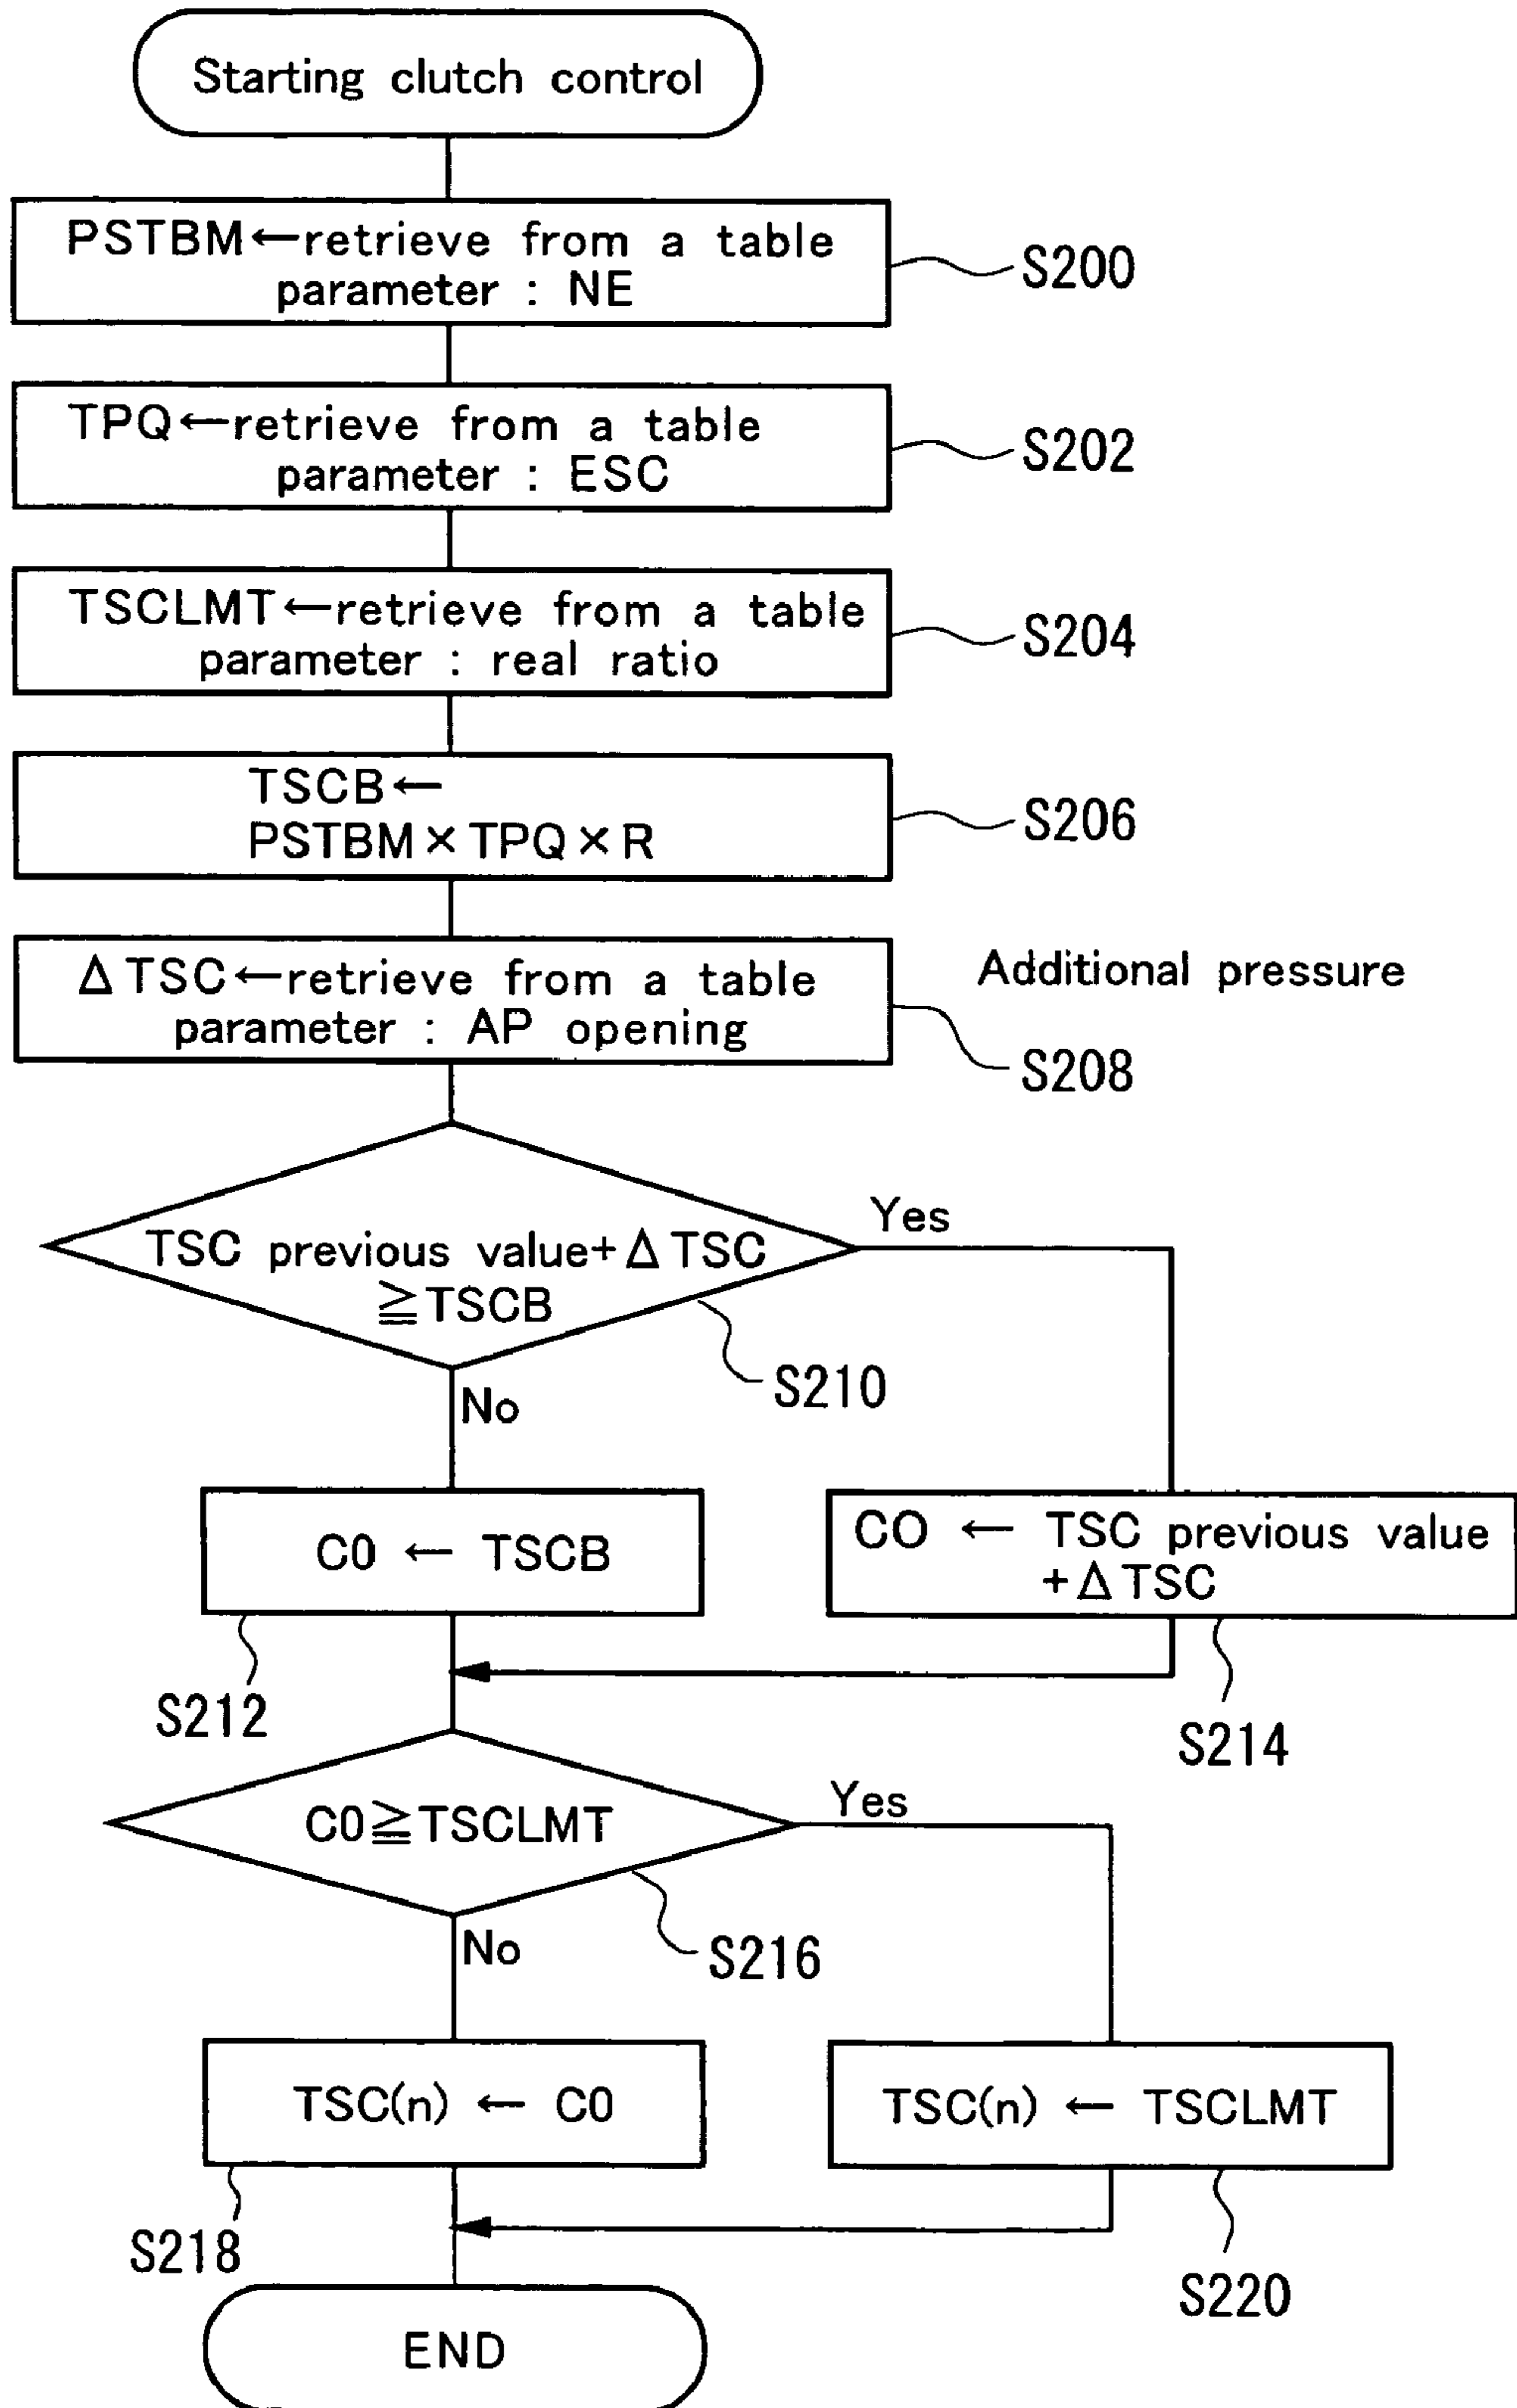 Starting clutch control
PSTBM←retrieve from a table
parameter : NE
S200
TPQ←retrieve from a table
parameter : ESC
S202
TSCLMT←retrieve from a table
parameter : real ratio
S204
TSCB←
PSTBM×TPQ×R
S206
ΔTSC←retrieve from a table
parameter : AP opening
Additional pressure
S208
TSC previous value+ΔTSC
≧TSCB
Yes
S210
No
C0 ← TSCB
CO ← TSC previous value
+ΔTSC
S212
S214
C0≧TSCLMT
Yes
S216
No
TSC(n) ← C0
TSC(n) ← TSCLMT
S218
S220
END